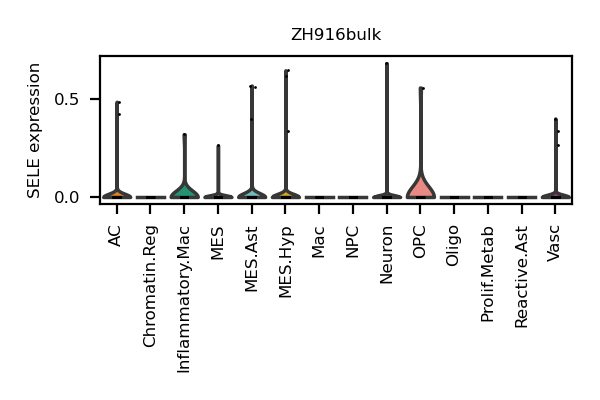 ZH916bulk
SELE expression
0.5
0.0
AC
Chromatin.Reg
Inflammatory.Mac
MES
MES.Ast
MES.Hyp
Mac
NPC
Neuron
OPC
Oligo
Prolif.Metab
Reactive.Ast
Vasc